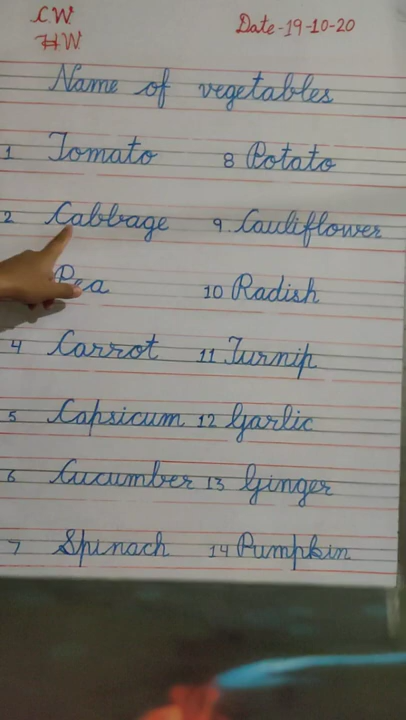 C.W
H.W
Date-19-10-20
Name of vegetables
1 Tomato
2 Cabbage
Pea
4 Carrot
5 Capsicum
6 Cucumber
7 Spinach
8 Potato
9. Cauliflower
10 Radish
11 Turnip
12 Garlic
13 Ginger
14 Pumpkin